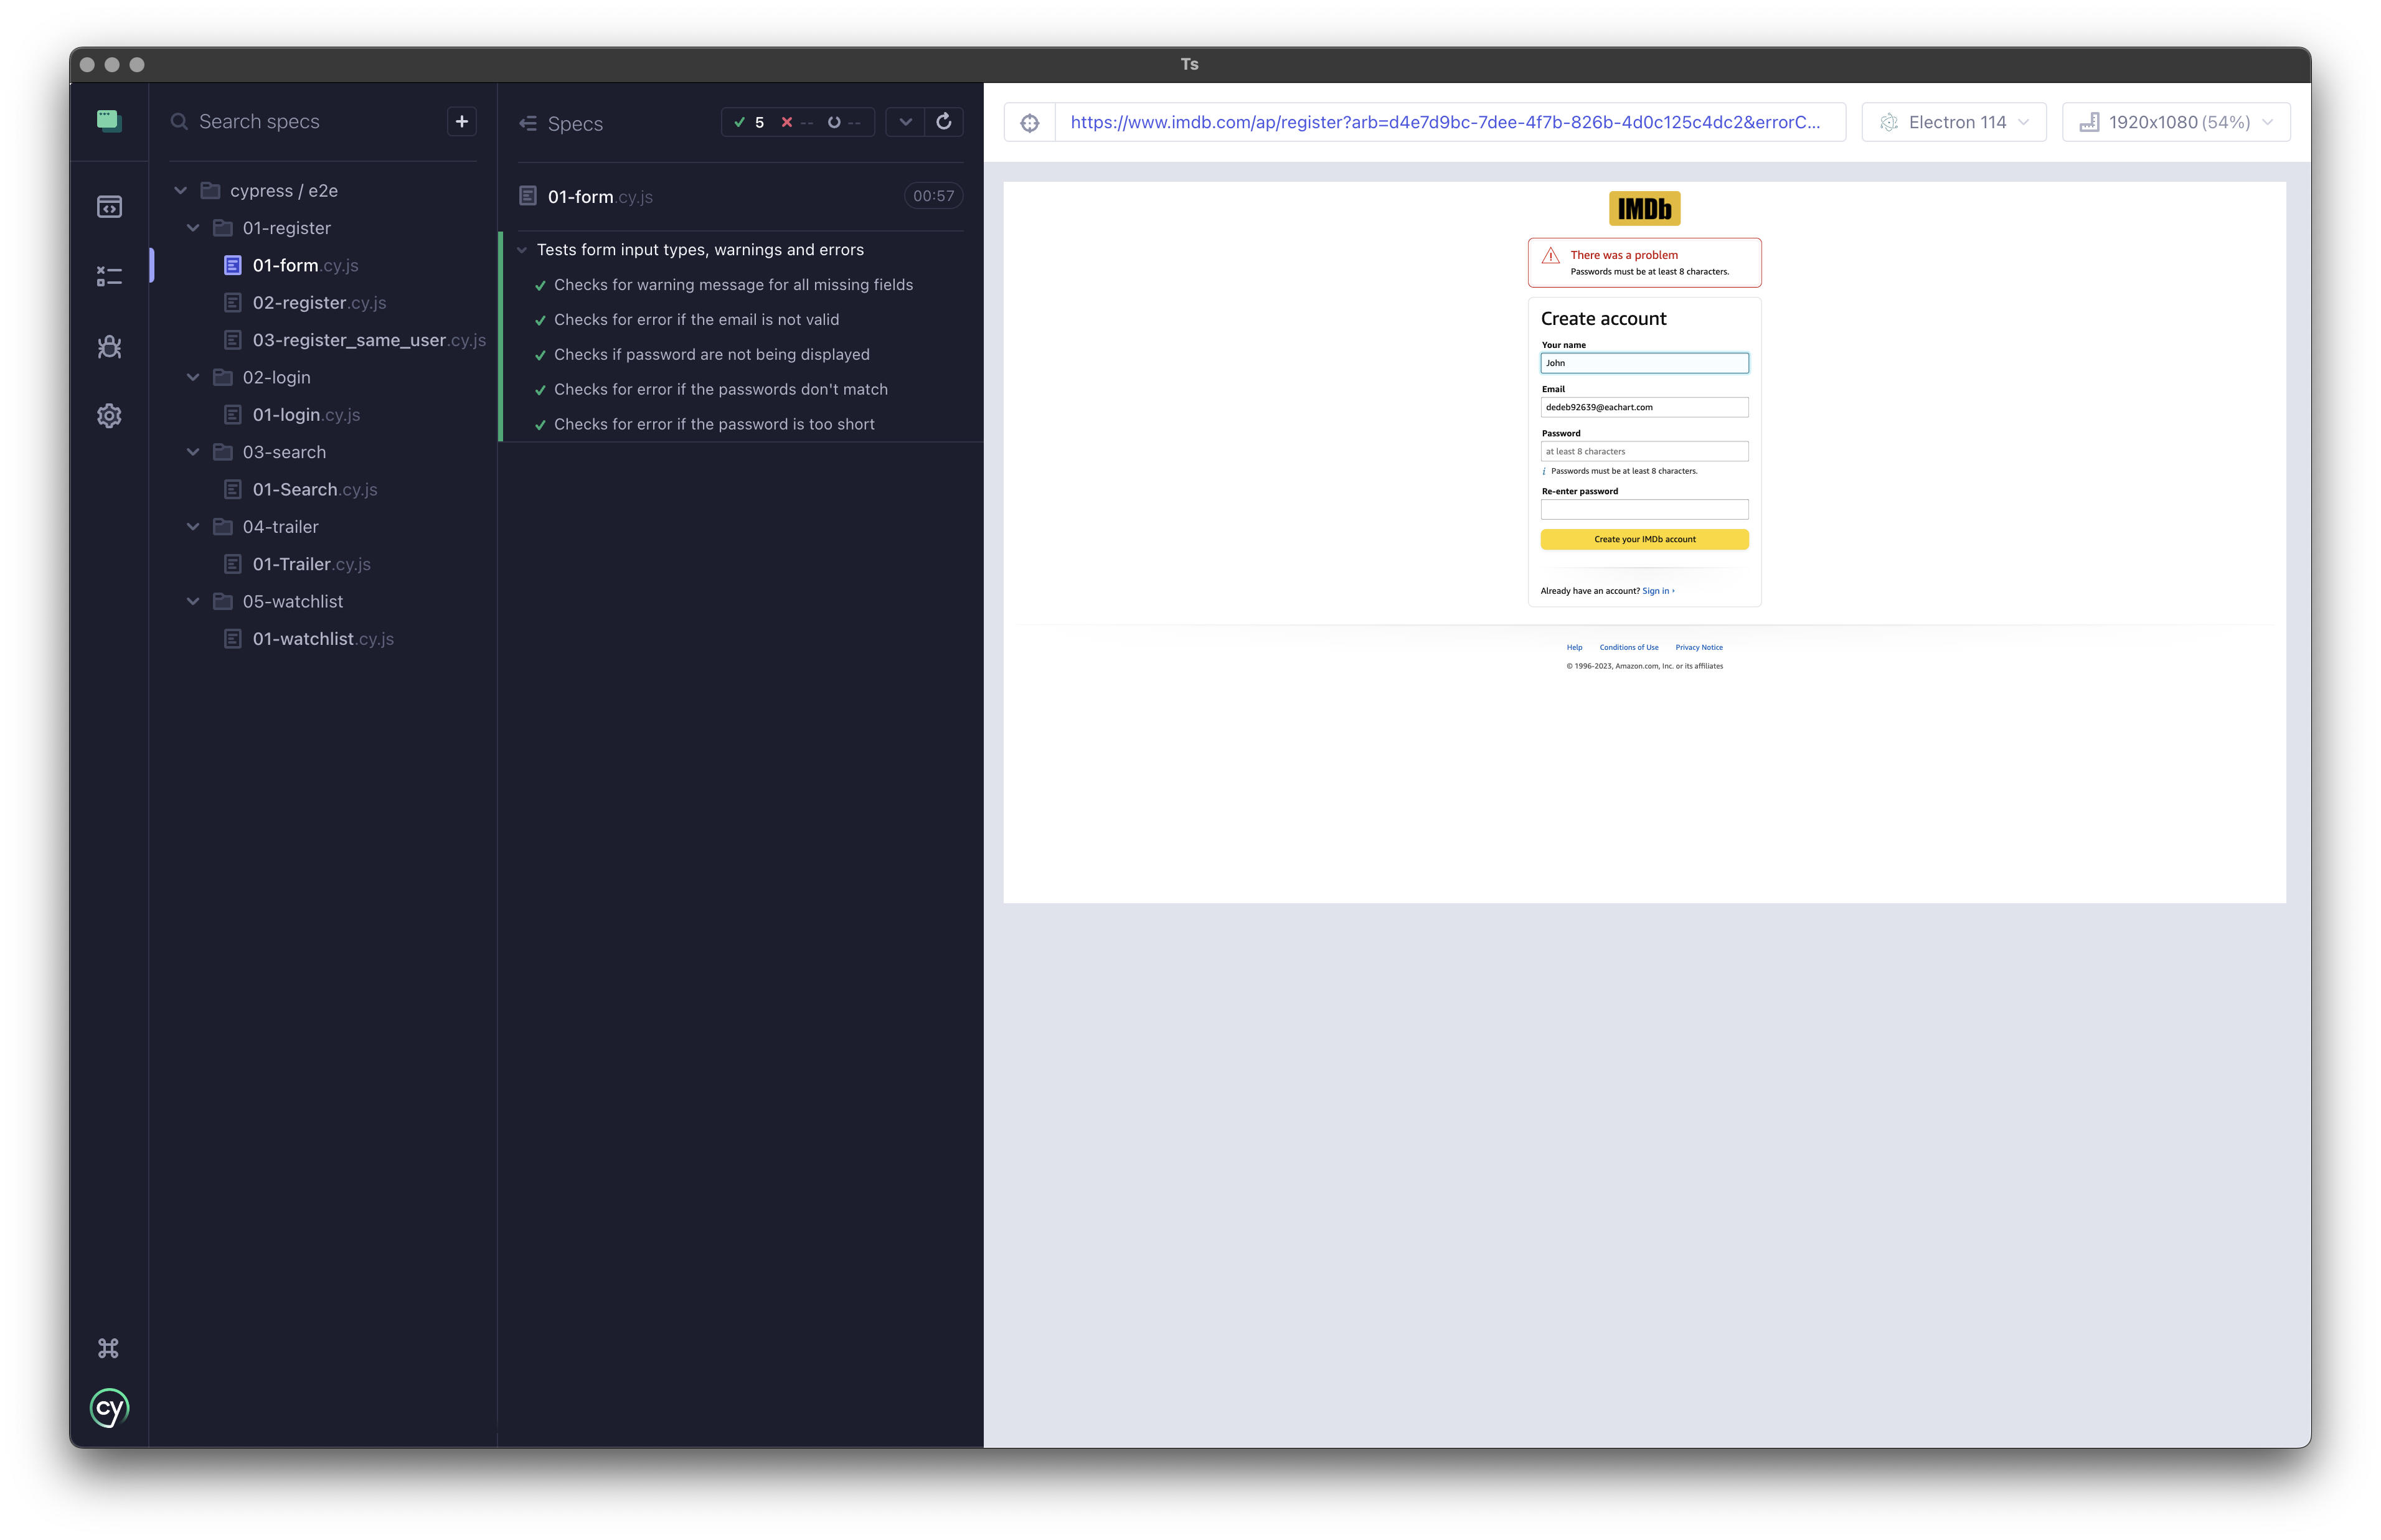 Ts
Search specs
cypress / e2e
01-register
01-form.cy.js
02-register.cy.js
03-register_same_user.cy.js
02-login
01-login.cy.js
03-search
01-Search.cy.js
04-trailer
01-Trailer.cy.js
05-watchlist
01-watchlist.cy.js
cy
Specs
5 -- --
01-form.cy.js 00:57
Tests form input types, warnings and errors
Checks for warning message for all missing fields
Checks for error if the email is not valid
Checks if password are not being displayed
Checks for error if the passwords don't match
Checks for error if the password is too short
https://www.imdb.com/ap/register?arb=d4e7d9bc-7dee-4f7b-826b-4d0c125c4dc2&errorC...
Electron 114
1920x1080 (54%)
IMDb
There was a problem
Passwords must be at least 8 characters.
Create account
Your name
John
Email
dedeb92639@eachart.com
Password
at least 8 characters
i Passwords must be at least 8 characters.
Re-enter password
Create your IMDb account
Already have an account? Sign in
Help Conditions of Use Privacy Notice
© 1996-2023, Amazon.com, Inc. or its affiliates